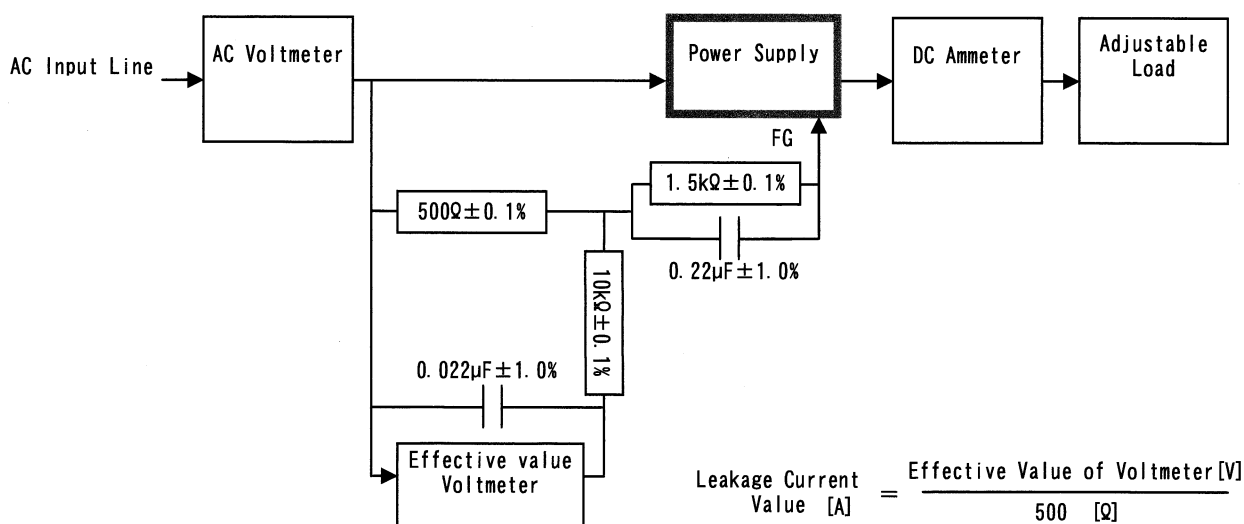 AC Input Line
AC Voltmeter
Power Supply
DC Ammeter
Adjustable
Load
FG
1.5kΩ±0.1%
500Ω±0.1%
0.22μF±1.0%
10kΩ±0.1%
0.022μF±1.0%
Effective value
Voltmeter
Leakage Current
Value [A]
=
Effective Value of Voltmeter[V]
500 [Ω]